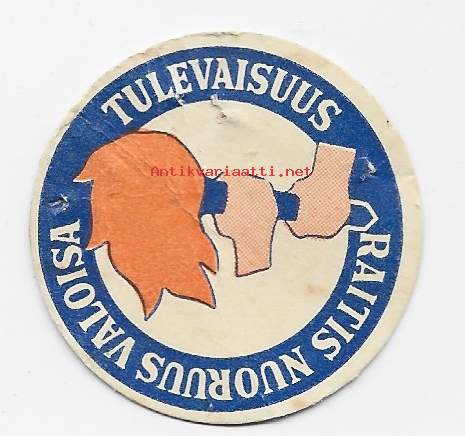 RAITIS NUORUUS VALOISA TULEVAISUUS
Antikvariaatti.net